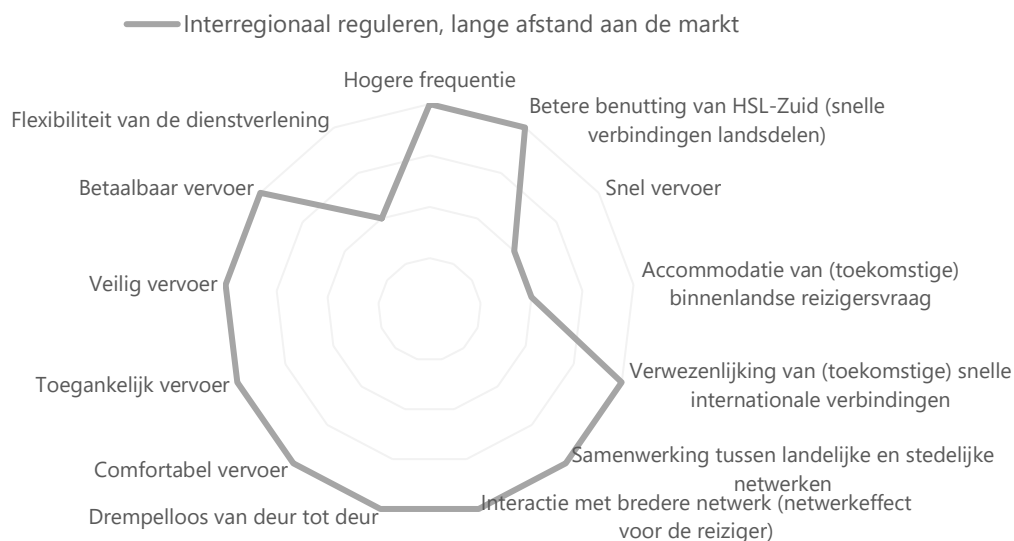 Interregionaal reguleren, lange afstand aan de markt
Hogere frequentie
Betere benutting van HSL-Zuid (snelle
verbindingen landsdelen)
Snel vervoer
Accommodatie van (toekomstige)
binnenlandse reizigersvraag
Verwezenlijking van (toekomstige) snelle
internationale verbindingen
Samenwerking tussen landelijke en stedelijke
netwerken
Interactie met bredere netwerk (netwerkeffect
voor de reiziger)
Drempelloos van deur tot deur
Comfortabel vervoer
Toegankelijk vervoer
Veilig vervoer
Betaalbaar vervoer
Flexibiliteit van de dienstverlening